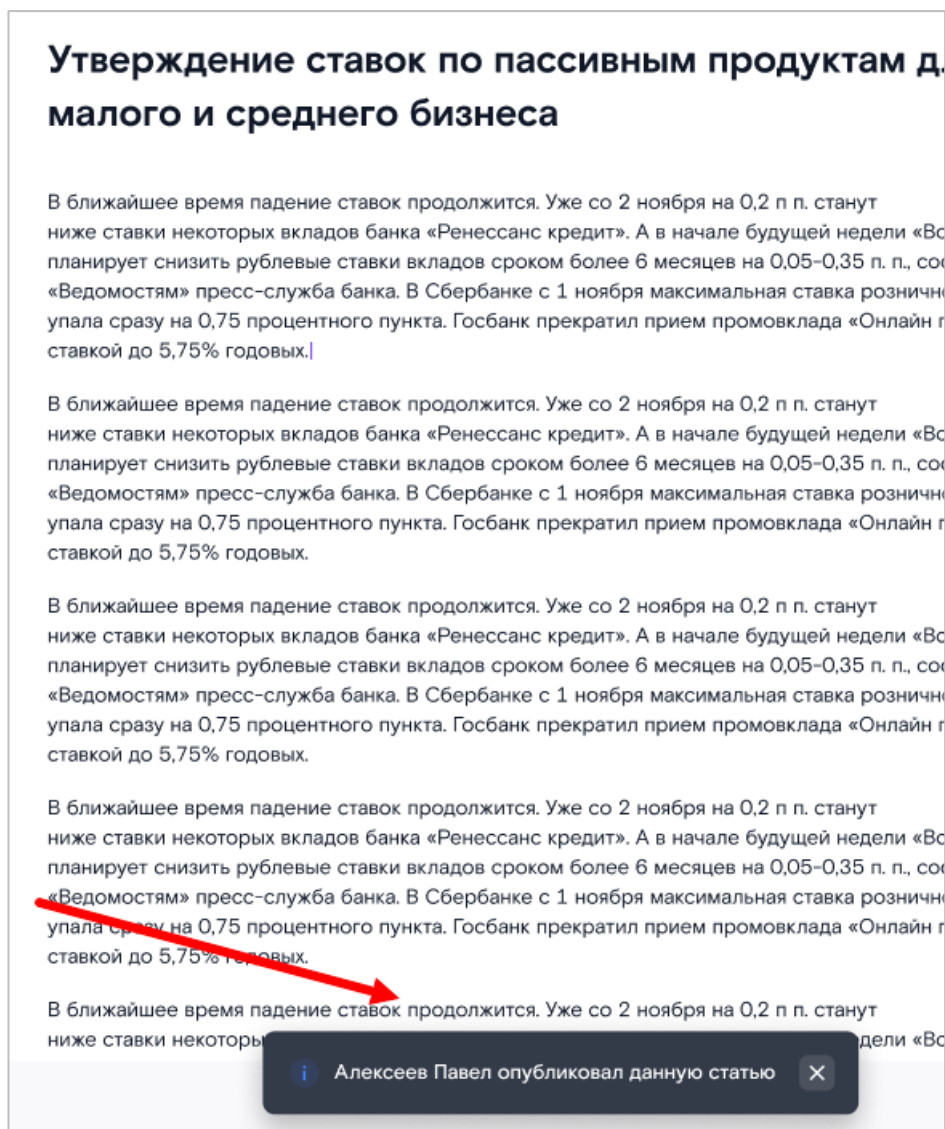 Утверждение ставок по пассивным продуктам
малого и среднего бизнеса
В ближайшее время падение ставок продолжится. Уже со 2 ноября на 0,2 п п. станут
ниже ставки некоторых вкладов банка «Ренессанс кредит». А в начале будущей недели
планирует снизить рублевые ставки вкладов сроком более 6 месяцев на 0,05-0,35 п. п.,
«Ведомостям» пресс-служба банка. В Сбербанке с 1 ноября максимальная ставка
упала сразу на 0,75 процентного пункта. Госбанк прекратил прием промовклада «Онлайн
ставкой до 5,75% годовых.
В ближайшее время падение ставок продолжится. Уже со 2 ноября на 0,2 п п. станут
ниже ставки некоторых вкладов банка «Ренессанс кредит». А в начале будущей недели
планирует снизить рублевые ставки вкладов сроком более 6 месяцев на 0,05-0,35 п. п.,
«Ведомостям» пресс-служба банка. В Сбербанке с 1 ноября максимальная ставка
упала сразу на 0,75 процентного пункта. Госбанк прекратил прием промовклада «Онлайн
ставкой до 5,75% годовых.
В ближайшее время падение ставок продолжится. Уже со 2 ноября на 0,2 п п. станут
ниже ставки некоторых вкладов банка «Ренессанс кредит». А в начале будущей недели
планирует снизить рублевые ставки вкладов сроком более 6 месяцев на 0,05-0,35 п. п.,
«Ведомостям» пресс-служба банка. В Сбербанке с 1 ноября максимальная ставка
упала сразу на 0,75 процентного пункта. Госбанк прекратил прием промовклада «Онлайн
ставкой до 5,75% годовых.
В ближайшее время падение ставок продолжится. Уже со 2 ноября на 0,2 п п. станут
ниже ставки некоторых вкладов банка «Ренессанс кредит». А в начале будущей недели
планирует снизить рублевые ставки вкладов сроком более 6 месяцев на 0,05-0,35 п. п.,
«Ведомостям» пресс-служба банка. В Сбербанке с 1 ноября максимальная ставка
упала сразу на 0,75 процентного пункта. Госбанк прекратил прием промовклада «Онлайн
ставкой до 5,75% годовых.
В ближайшее время падение ставок продолжится. Уже со 2 ноября на 0,2 п п. станут
ниже ставки
Алексеев Павел опубликовал данную статью